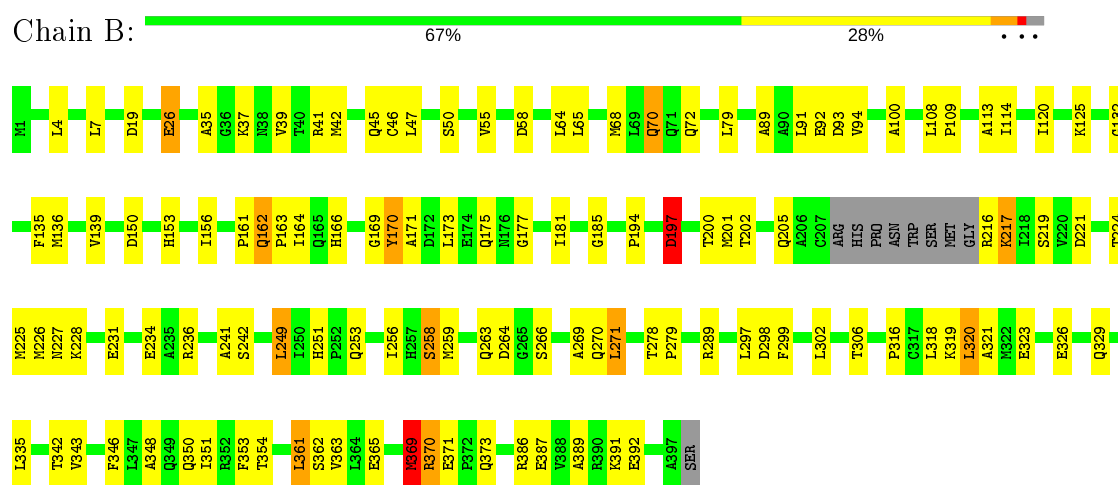 Chain B:
67% 28% • • •
M1 L4 L7 D19 E26 A35 G36 K37 N38 V39 T40 R41 M42 Q45 C46 L47 S50 V55 D58 L64 L65 M68 L69 Q70 Q71 Q72 L79 A89 A90 L91 E92 D93 V94 A100 L108 P109 A113 I114 I120 K125
F135 M136 V139 D150 H153 I156 P161 Q162 P163 I164 Q165 H166 G169 Y170 A171 D172 L173 E174 Q175 N176 G177 I181 G185 P194 D197 T200 M201 T202 Q205 A206 C207 ARG HIS PRO ASN TRP SER MET GLY R216 K217 I218 S219 V220 D221 T224
M225 M226 N227 K228 E231 E234 A235 R236 A241 S242 L249 I250 H251 P252 Q253 I256 H257 S258 M259 Q263 D264 G265 S266 A269 Q270 L271 T278 P279 R289 L297 D298 F299 L302 T306 P316 C317 L318 K319 L320 A321 M322 E323 E326 Q329
L335 T342 V343 F346 L347 A348 Q349 Q350 I351 R352 F353 T354 L361 S362 V363 L364 E365 M369 R370 E371 P372 Q373 R386 E387 V388 A389 R390 K391 E392 A397 SER